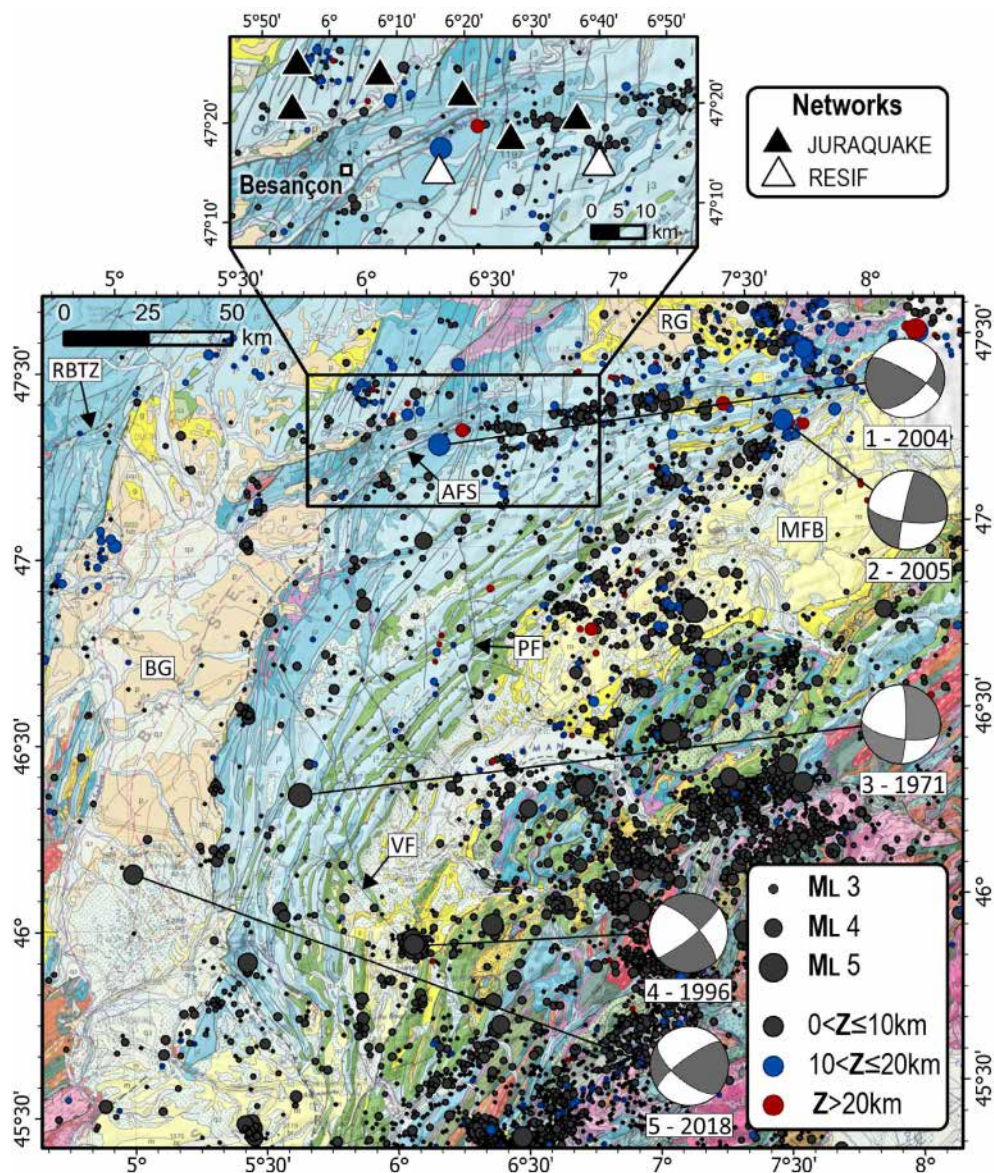 5°50' 6° 6°10' 6°20' 6°30' 6°40' 6°50'
47°20'
47°10'
47°20'
47°10'
Besançon
0 5 10
km
Networks
JURAQUAKE
RESIF
5° 5°30' 6° 6°30' 7° 7°30' 8°
0 25 50
km
47°30'
47°
46°30'
46°
45°30'
47°30'
47°
46°30'
46°
45°30'
RBTZ
RG
AFS
MFB
BG
PF
VF
1 - 2004
2 - 2005
3 - 1971
4 - 1996
5 - 2018
ML 3
ML 4
ML 5
0<Z≤10km
10<Z≤20km
Z>20km
5° 5°30' 6° 6°30' 7° 7°30' 8°